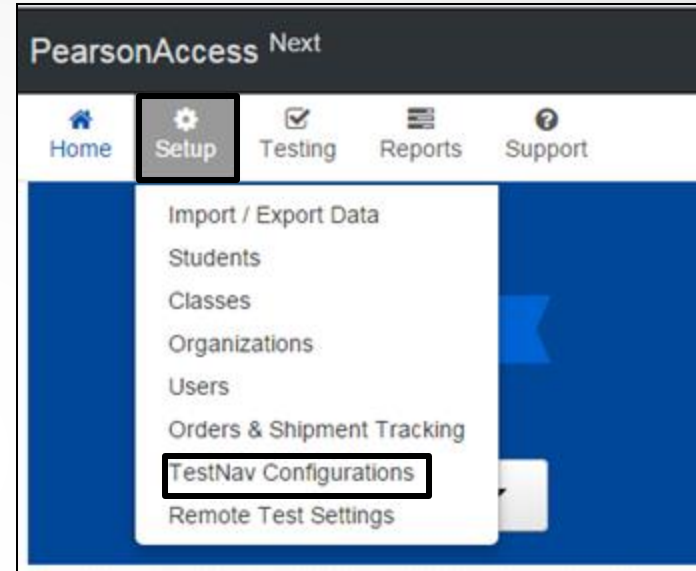 PearsonAccess Next
Home Setup Testing Reports Support
Import / Export Data
Students
Classes
Organizations
Users
Orders & Shipment Tracking
TestNav Configurations
Remote Test Settings